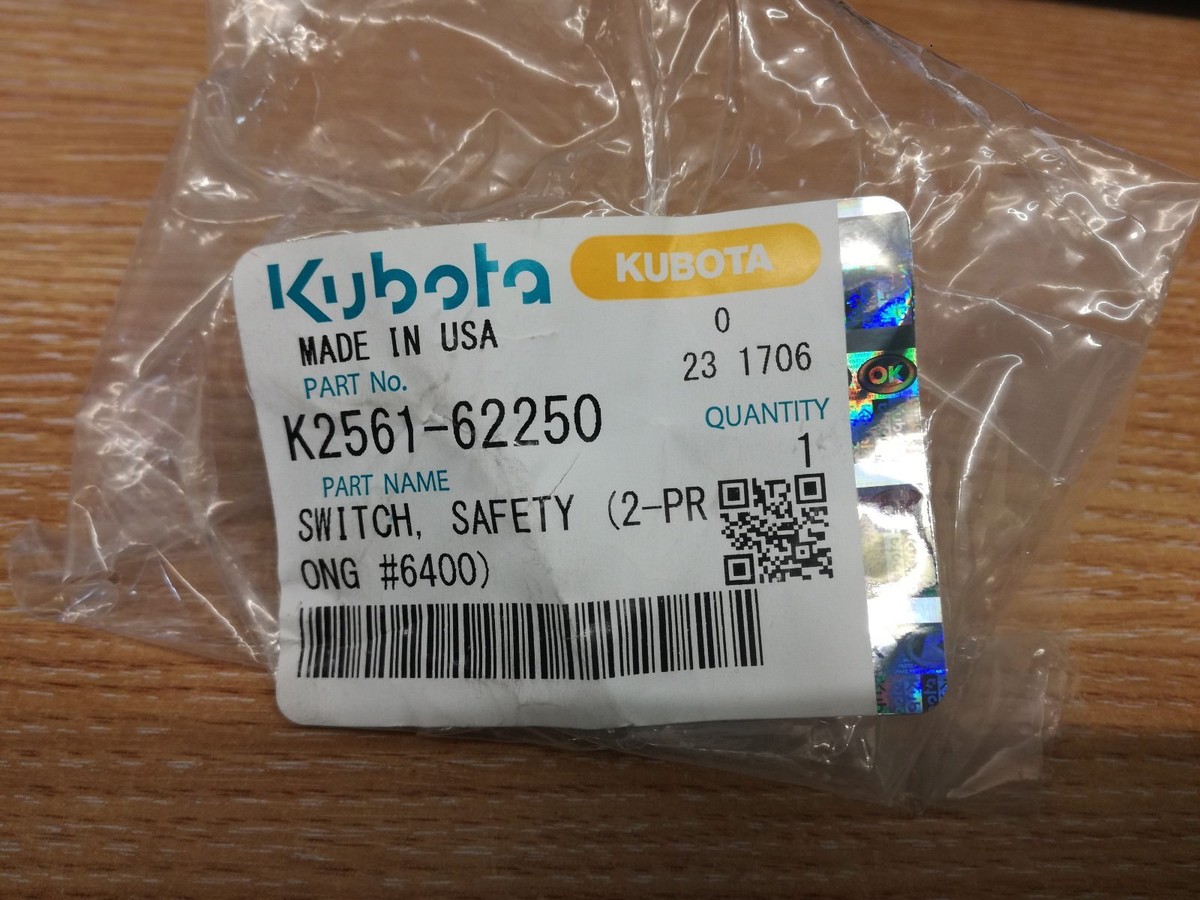 Kubota KUBOTA
MADE IN USA 0
PART No. 23 1706
K2561-62250 QUANTITY
1
PART NAME
SWITCH, SAFETY (2-PR
ONG #6400)
OK